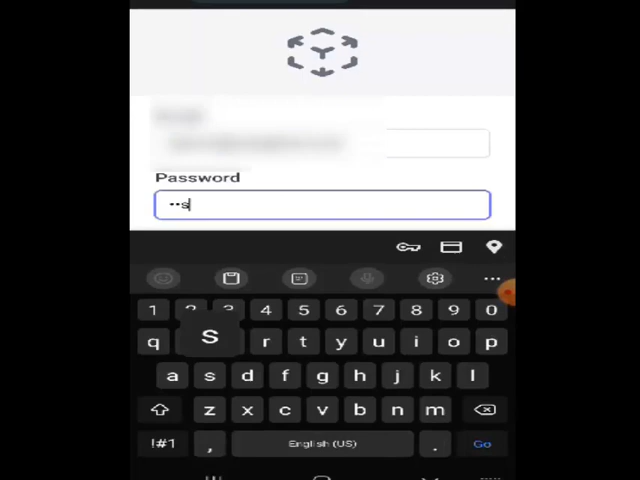 Password
··s
1 2 3 4 5 6 7 8 9 0
q S r t y u i o p
a s d f g h j k l
z x c v b n m
!#1 , English (US) . Go